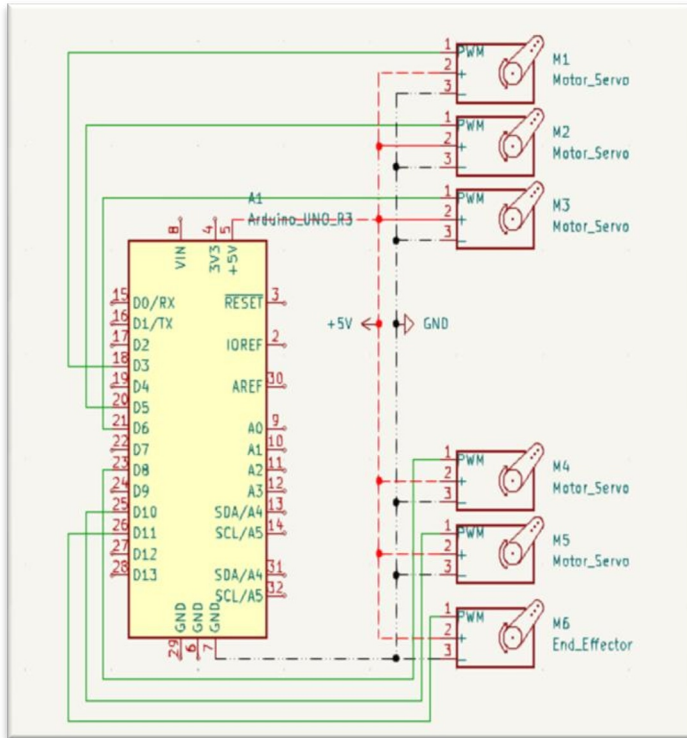 1 PWM
2 +
3 -
M1
Motor_Servo
1 PWM
2 +
3 -
M2
Motor_Servo
1 PWM
2 +
3 -
M3
Motor_Servo
A1
Arduino_UNO_R3
8 4 5
VIN 3V3 +5V
15 D0/RX RESET 3
16 D1/TX
17 D2 IOREF 2
18 D3
19 D4 AREF 30
20 D5
21 D6 A0 9
22 D7 A1 10
23 D8 A2 11
24 D9 A3 12
25 D10 SDA/A4 13
26 D11 SCL/A5 14
27 D12
28 D13 SDA/A4 31
SCL/A5 32
GND GND GND
29 6 7
+5V GND
1 PWM
2 +
3 -
M4
Motor_Servo
1 PWM
2 +
3 -
M5
Motor_Servo
1 PWM
2 +
3 -
M6
End_Effector